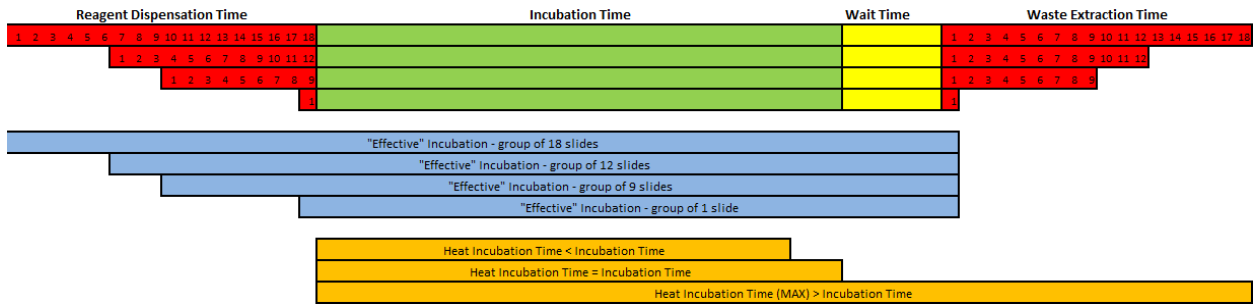 Reagent Dispensation Time Incubation Time Wait Time Waste Extraction Time
1 2 3 4 5 6 7 8 9 10 11 12 13 14 15 16 17 18 1 2 3 4 5 6 7 8 9 10 11 12 13 14 15 16 17 18
1 2 3 4 5 6 7 8 9 10 11 12 1 2 3 4 5 6 7 8 9 10 11 12
1 2 3 4 5 6 7 8 9 1 2 3 4 5 6 7 8 9
1 1
"Effective" Incubation - group of 18 slides
"Effective" Incubation - group of 12 slides
"Effective" Incubation - group of 9 slides
"Effective" Incubation - group of 1 slide
Heat Incubation Time < Incubation Time
Heat Incubation Time = Incubation Time
Heat Incubation Time (MAX) > Incubation Time